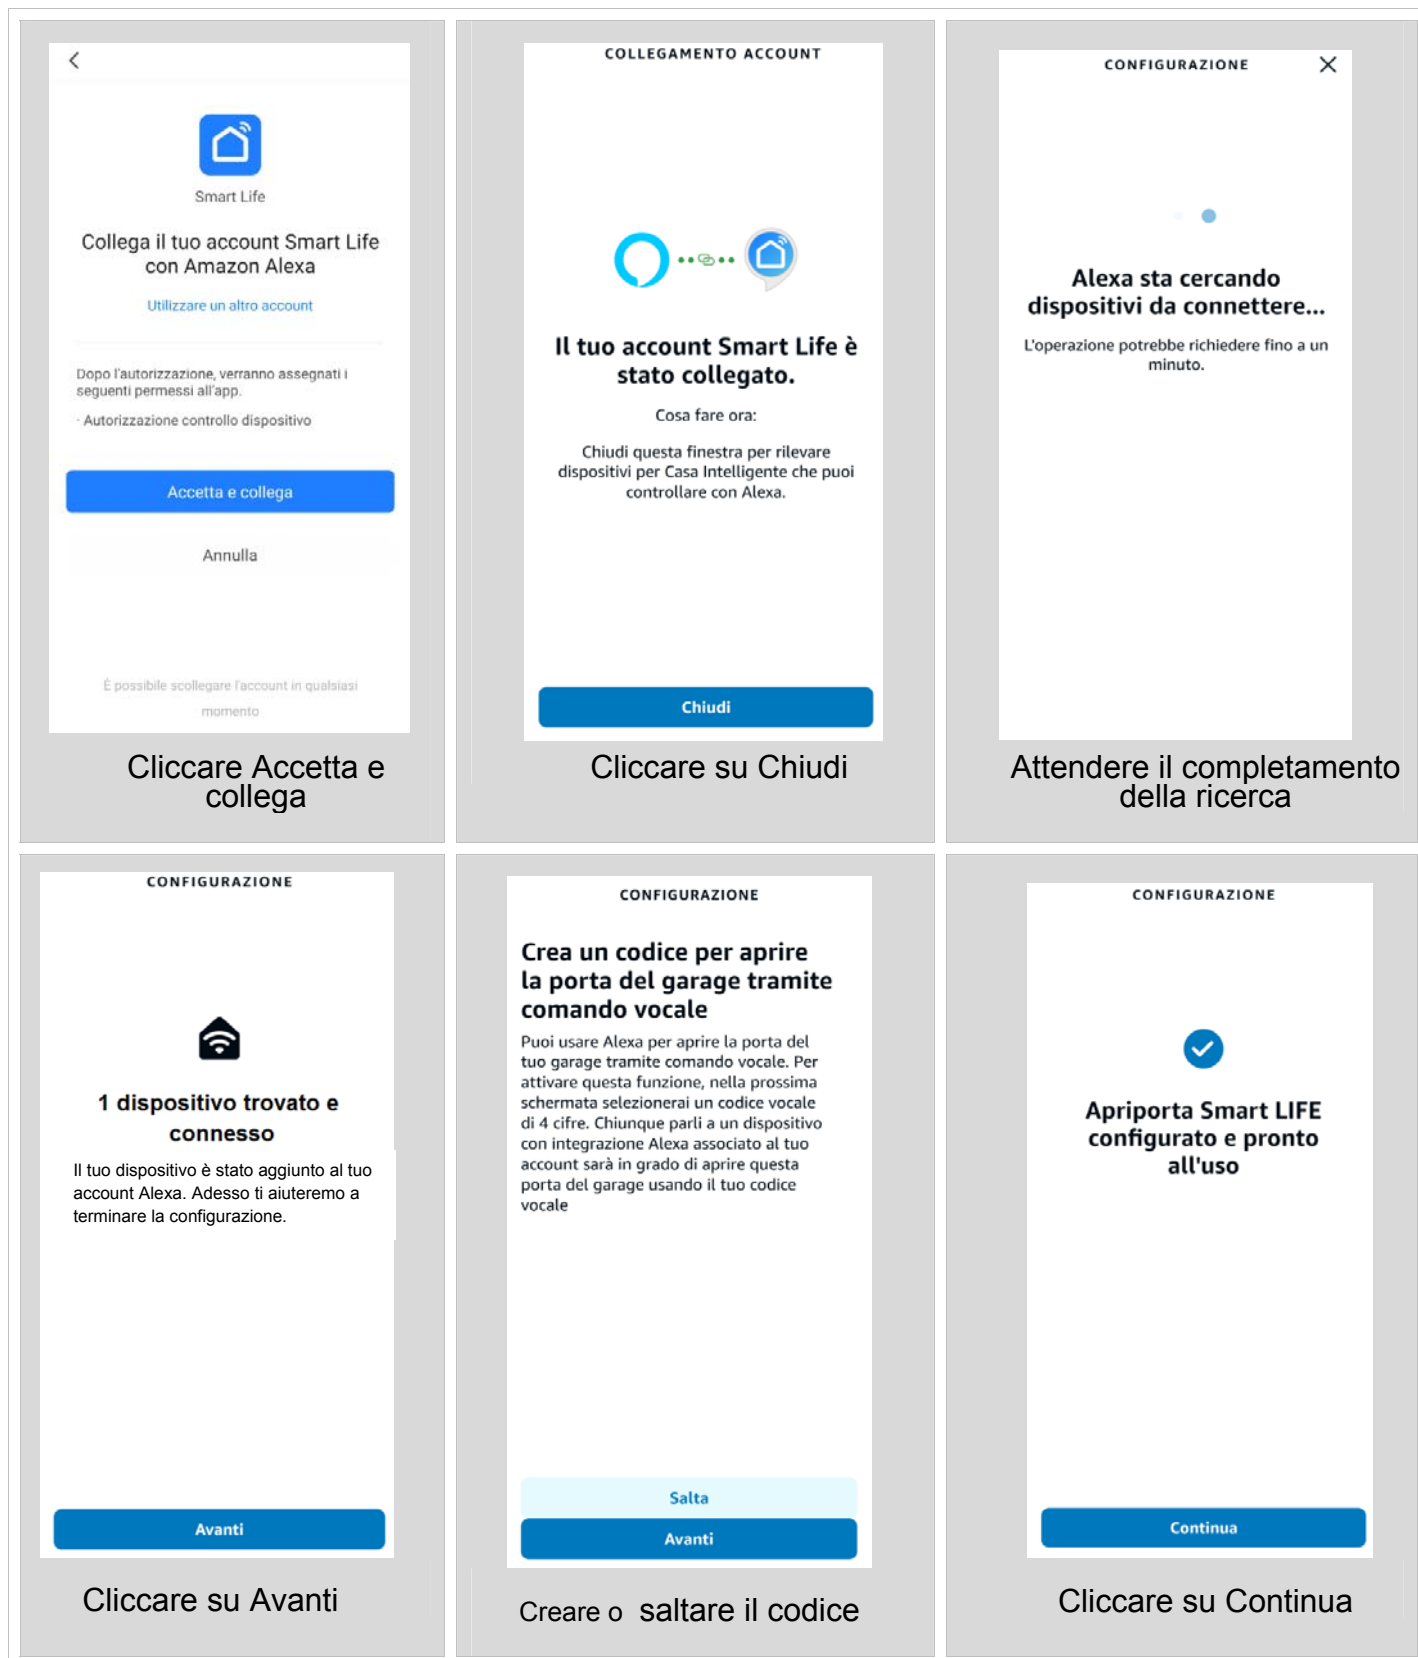 Smart Life
Collega il tuo account Smart Life
con Amazon Alexa
Utilizzare un altro account
Dopo l'autorizzazione, verranno assegnati i
seguenti permessi all'app.
· Autorizzazione controllo dispositivo
Accetta e collega
Annulla
È possibile scollegare l'account in qualsiasi
momento
Cliccare Accetta e
collega
COLLEGAMENTO ACCOUNT
Il tuo account Smart Life è
stato collegato.
Cosa fare ora:
Chiudi questa finestra per rilevare
dispositivi per Casa Intelligente che puoi
controllare con Alexa.
Chiudi
Cliccare su Chiudi
CONFIGURAZIONE
Alexa sta cercando
dispositivi da connettere...
L'operazione potrebbe richiedere fino a un
minuto.
Attendere il completamento
della ricerca
CONFIGURAZIONE
1 dispositivo trovato e
connesso
Il tuo dispositivo è stato aggiunto al tuo
account Alexa. Adesso ti aiuteremo a
terminare la configurazione.
Avanti
Cliccare su Avanti
CONFIGURAZIONE
Crea un codice per aprire
la porta del garage tramite
comando vocale
Puoi usare Alexa per aprire la porta del
tuo garage tramite comando vocale. Per
attivare questa funzione, nella prossima
schermata selezionerai un codice vocale
di 4 cifre. Chiunque parli a un dispositivo
con integrazione Alexa associato al tuo
account sarà in grado di aprire questa
porta del garage usando il tuo codice
vocale
Salta
Avanti
Creare o saltare il codice
CONFIGURAZIONE
Apriporta Smart LIFE
configurato e pronto
all'uso
Continua
Cliccare su Continua